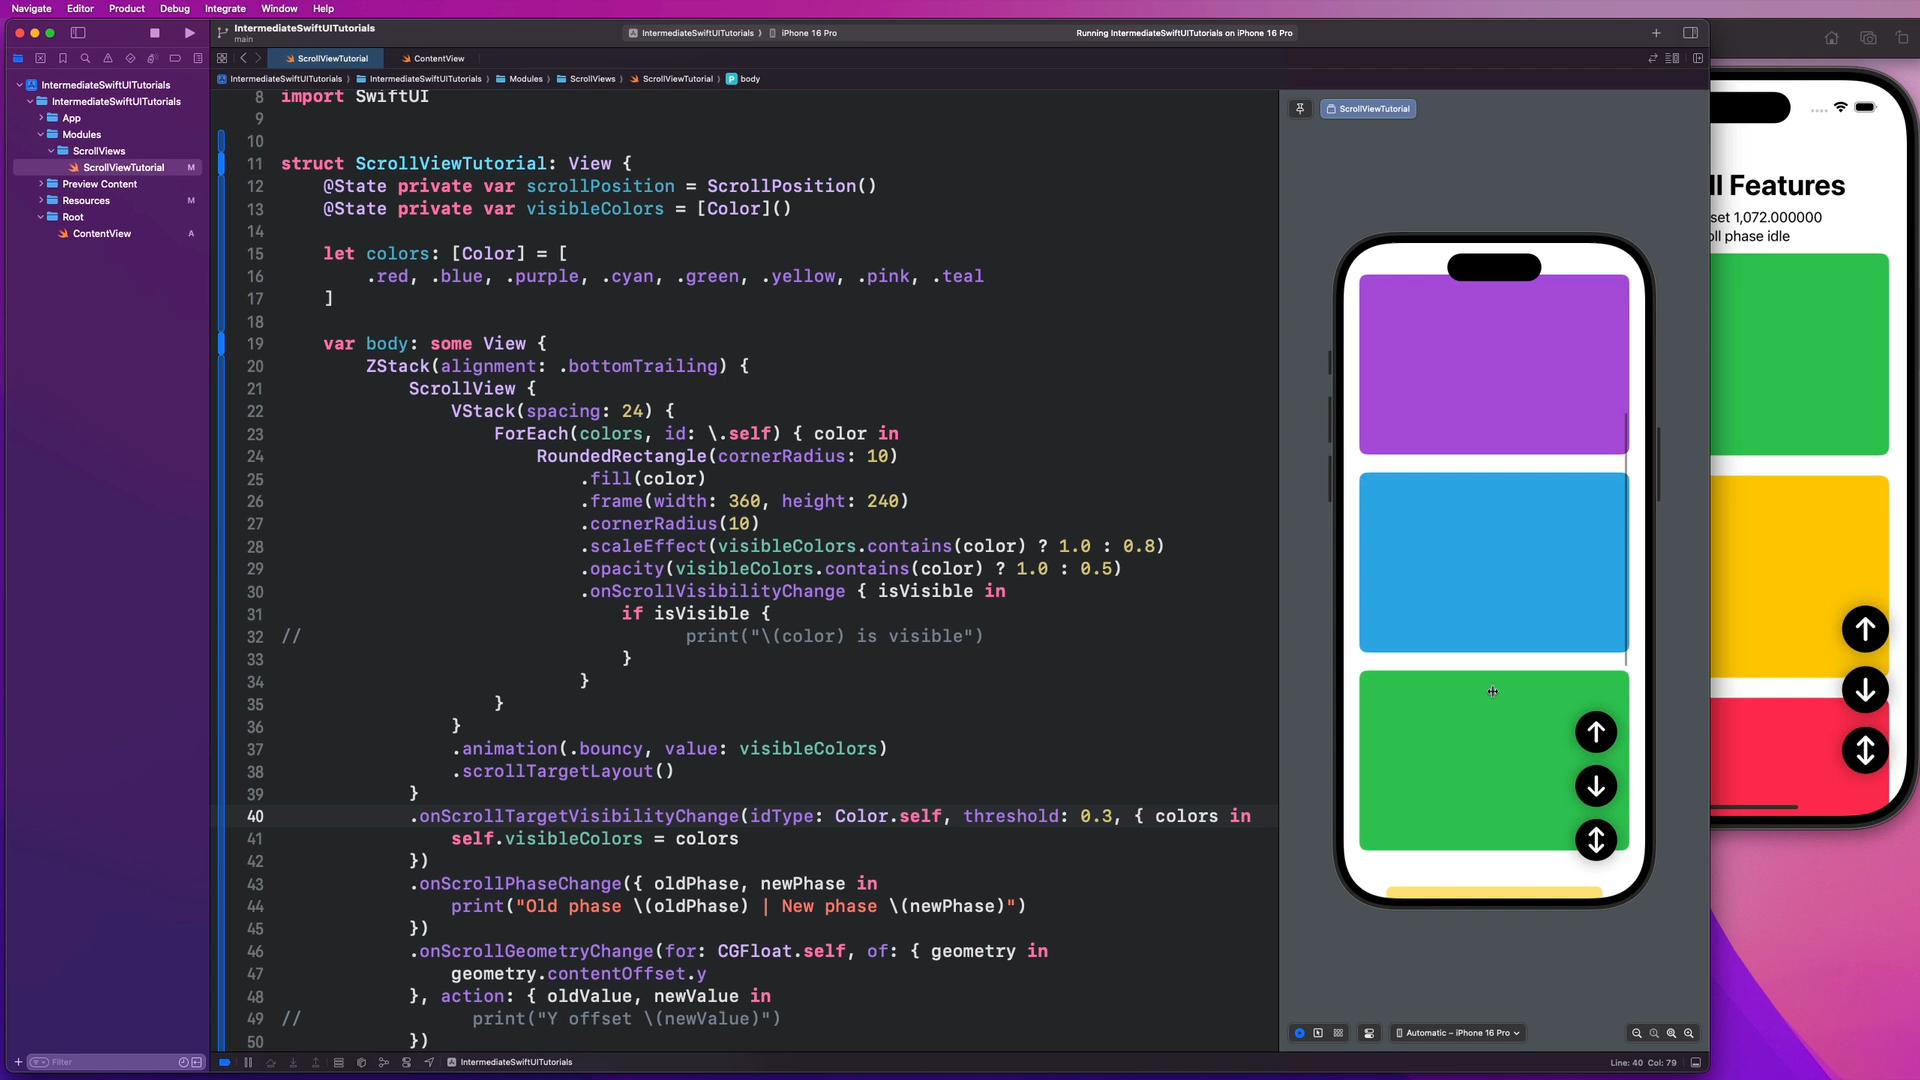 Navigate Editor Product Debug Integrate Window Help
IntermediateSwiftUITutorials
main
IntermediateSwiftUITutorials iPhone 16 Pro
Running IntermediateSwiftUITutorials on iPhone 16 Pro
ScrollViewTutorial
ContentView
IntermediateSwiftUITutorials IntermediateSwiftUITutorials Modules ScrollViews ScrollViewTutorial P body
IntermediateSwiftUITutorials
IntermediateSwiftUITutorials
App
Modules
ScrollViews
ScrollViewTutorial M
Preview Content
Resources M
Root
ContentView A
8 import SwiftUI
9
10
11 struct ScrollViewTutorial: View {
12 @State private var scrollPosition = ScrollPosition()
13 @State private var visibleColors = [Color]()
14
15 let colors: [Color] = [
16 .red, .blue, .purple, .cyan, .green, .yellow, .pink, .teal
17 ]
18
19 var body: some View {
20 ZStack(alignment: .bottomTrailing) {
21 ScrollView {
22 VStack(spacing: 24) {
23 ForEach(colors, id: \.self) { color in
24 RoundedRectangle(cornerRadius: 10)
25 .fill(color)
26 .frame(width: 360, height: 240)
27 .cornerRadius(10)
28 .scaleEffect(visibleColors.contains(color) ? 1.0 : 0.8)
29 .opacity(visibleColors.contains(color) ? 1.0 : 0.5)
30 .onScrollVisibilityChange { isVisible in
31 if isVisible {
32 // print("\(color) is visible")
33 }
34 }
35 }
36 }
37 .animation(.bouncy, value: visibleColors)
38 .scrollTargetLayout()
39 }
40 .onScrollTargetVisibilityChange(idType: Color.self, threshold: 0.3, { colors in
41 self.visibleColors = colors
42 })
43 .onScrollPhaseChange({ oldPhase, newPhase in
44 print("Old phase \(oldPhase) | New phase \(newPhase)")
45 })
46 .onScrollGeometryChange(for: CGFloat.self, of: { geometry in
47 geometry.contentOffset.y
48 }, action: { oldValue, newValue in
49 // print("Y offset \(newValue)")
50 })
ScrollViewTutorial
ll Features
set 1,072.000000
oll phase idle
Automatic – iPhone 16 Pro
Filter
IntermediateSwiftUITutorials
Line: 40 Col: 79